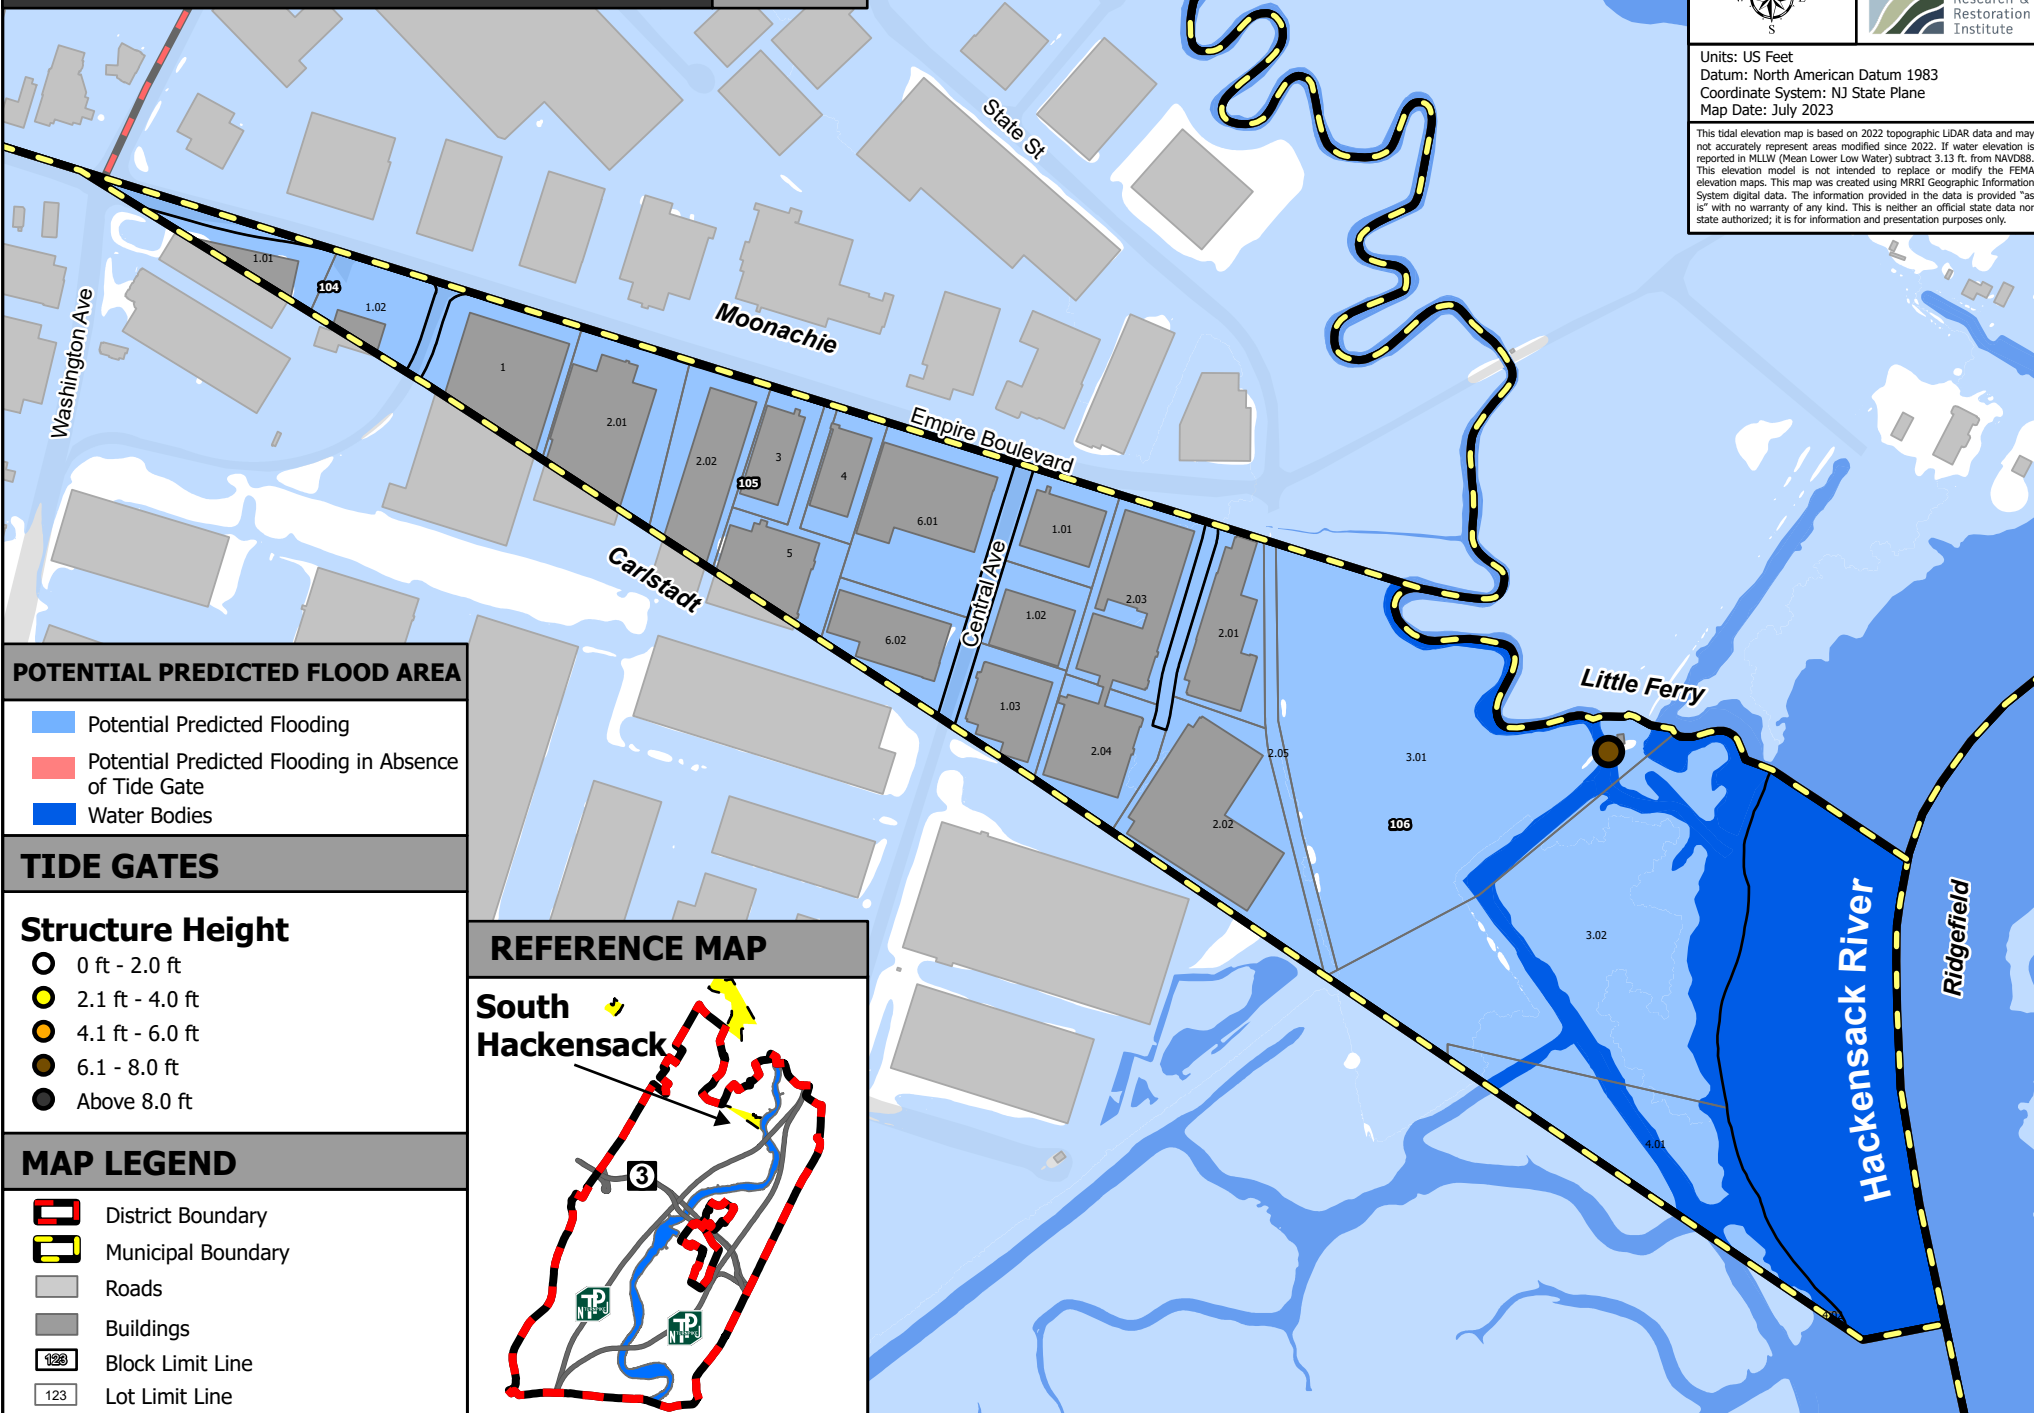 Research &
Restoration
Institute
S
Units: US Feet
Datum: North American Datum 1983
Coordinate System: NJ State Plane
Map Date: July 2023
This tidal elevation map is based on 2022 topographic LiDAR data and may
not accurately represent areas modified since 2022. If water elevation is
reported in MLLW (Mean Lower Low Water) subtract 3.13 ft. from NAVD88.
This elevation model is not intended to replace or modify the FEMA
elevation maps. This map was created using MRRI Geographic Information
System digital data. The information provided in the data is provided "as
is" with no warranty of any kind. This is neither an official state data nor
state authorized; it is for information and presentation purposes only.
State St
Washington Ave
Moonachie
Empire Boulevard
Carlstadt
Central Ave
Little Ferry
Hackensack River
Ridgefield
1.01
104
1.02
1
2.01
2.02
3
105
4
5
6.01
6.02
1.01
1.02
1.03
2.03
2.04
2.01
2.02
2.05
3.01
106
3.02
4.01
POTENTIAL PREDICTED FLOOD AREA
Potential Predicted Flooding
Potential Predicted Flooding in Absence
of Tide Gate
Water Bodies
TIDE GATES
Structure Height
0 ft - 2.0 ft
2.1 ft - 4.0 ft
4.1 ft - 6.0 ft
6.1 - 8.0 ft
Above 8.0 ft
MAP LEGEND
District Boundary
Municipal Boundary
Roads
Buildings
123 Block Limit Line
123 Lot Limit Line
REFERENCE MAP
South
Hackensack
3